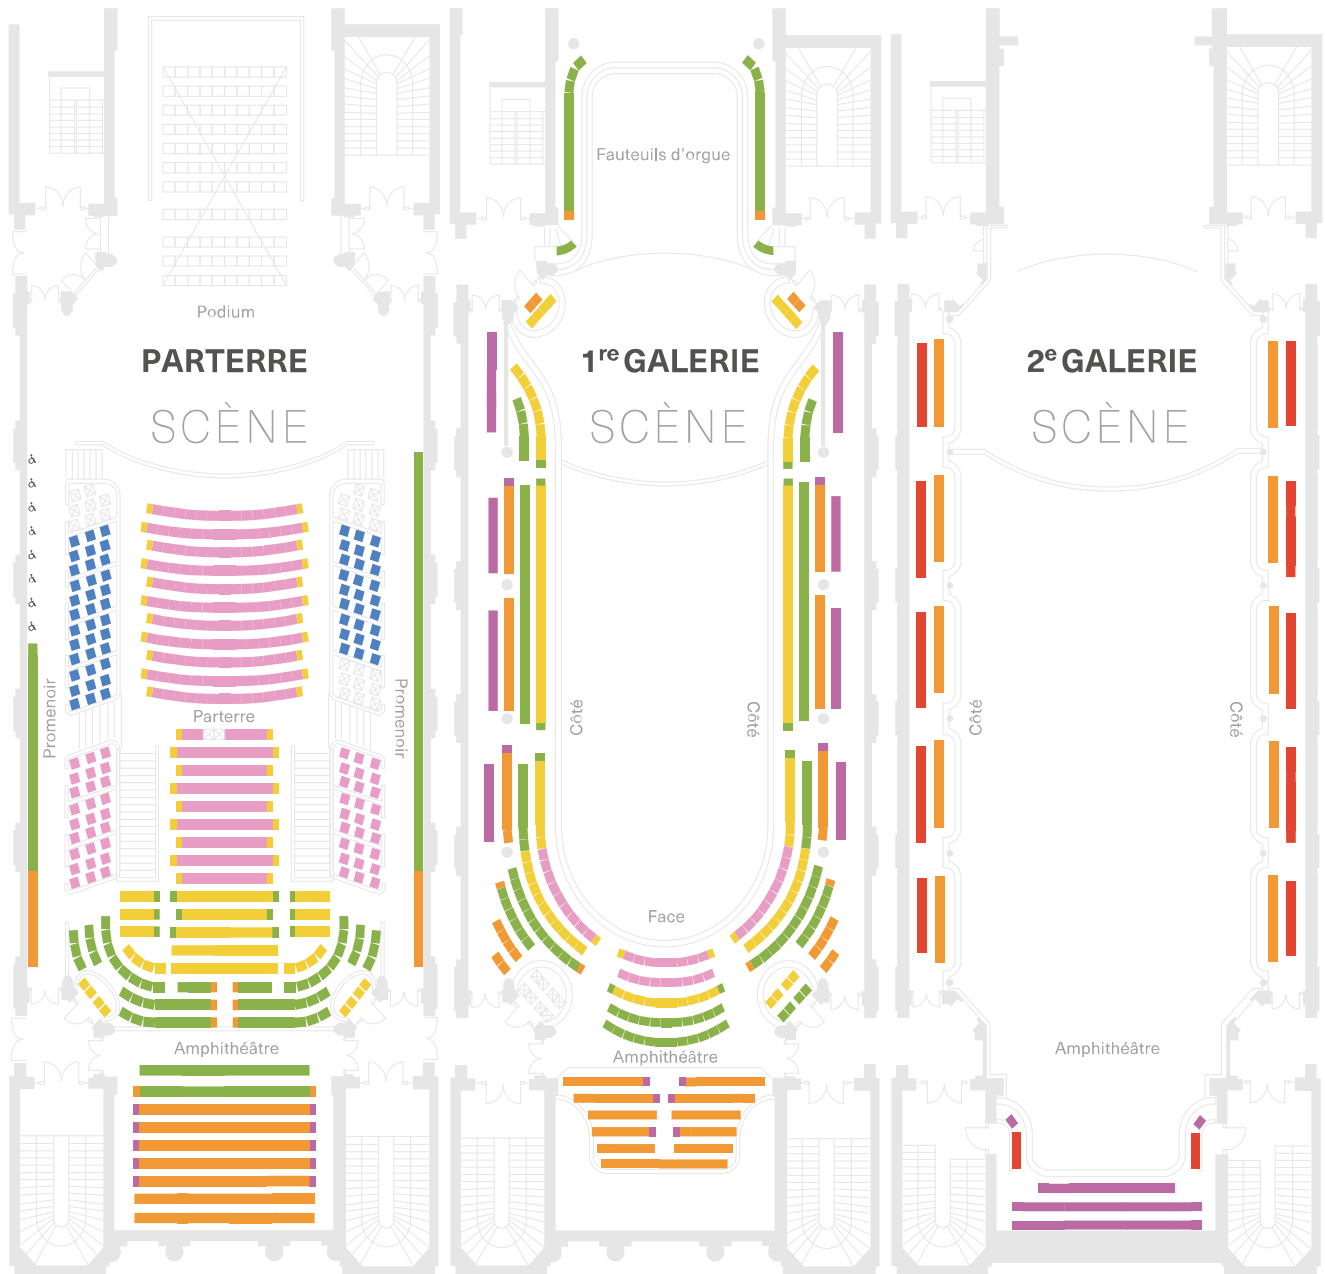 Fauteuils d'orgue
Podium
PARTERRE
1re GALERIE
2e GALERIE
SCÈNE
SCÈNE
SCÈNE
Promenoir
Promenoir
Parterre
Côté
Côté
Côté
Côté
Face
Amphithéâtre
Amphithéâtre
Amphithéâtre